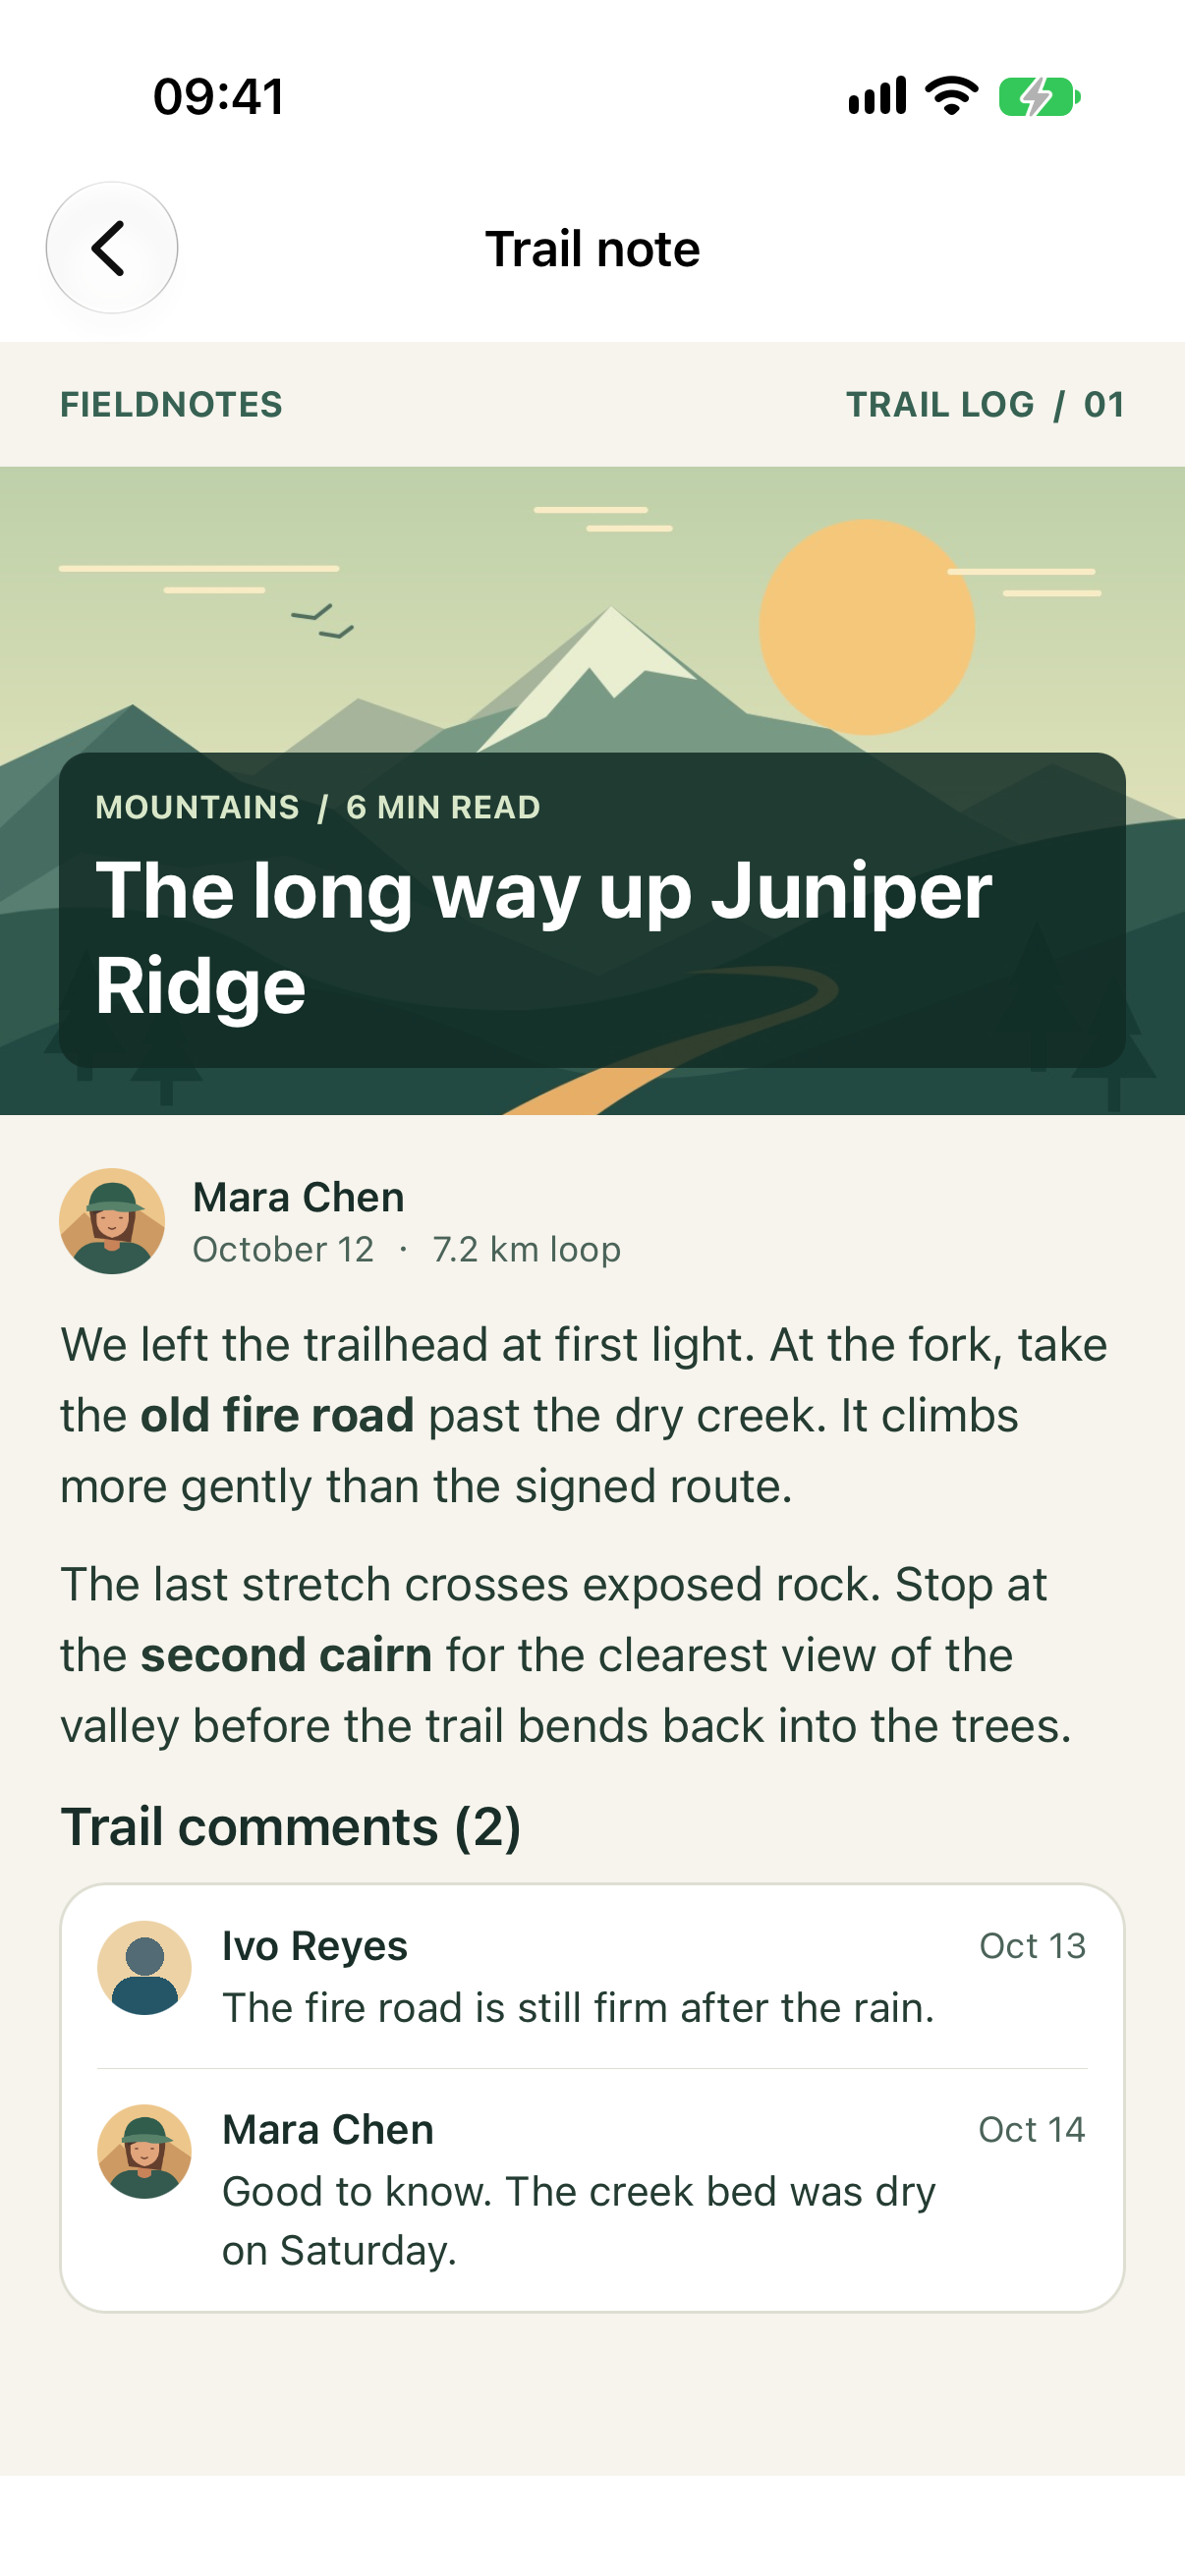 09:41
Trail note
FIELDNOTES
TRAIL LOG / 01
MOUNTAINS / 6 MIN READ
The long way up Juniper
Ridge
Mara Chen
October 12 · 7.2 km loop
We left the trailhead at first light. At the fork, take
the old fire road past the dry creek. It climbs
more gently than the signed route.
The last stretch crosses exposed rock. Stop at
the second cairn for the clearest view of the
valley before the trail bends back into the trees.
Trail comments (2)
Ivo Reyes
Oct 13
The fire road is still firm after the rain.
Mara Chen
Oct 14
Good to know. The creek bed was dry
on Saturday.